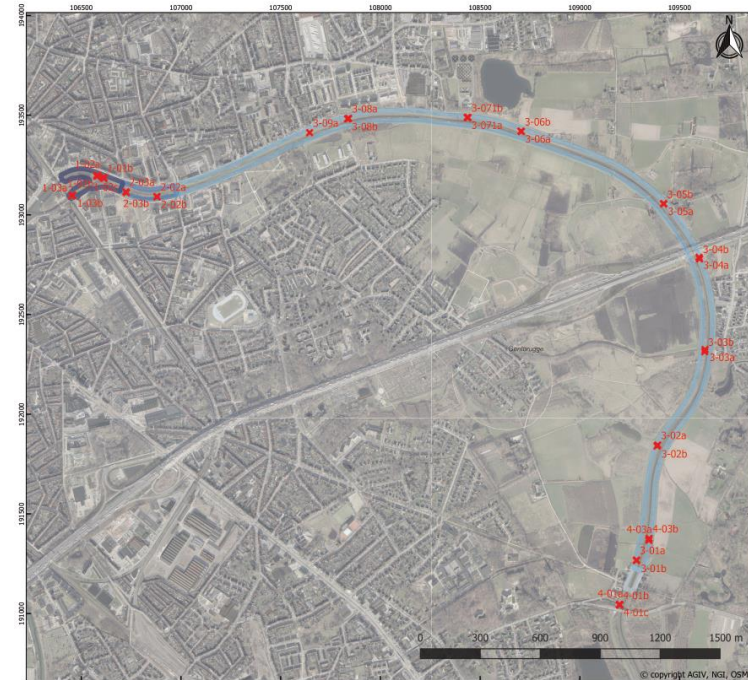 106500 107000 107500 108000 108500 109000 109500
194000
N
193500
3-08a
3-08b
3-09a
3-071b
3-071a
3-06b
3-06a
1-02a
1-01b
1-03a
1-03b
2-03b
2-02a
2-02b
193000
3-05b
3-05a
3-04b
3-04a
192500
Gentbrugge
3-03b
3-03a
192000
3-02a
3-02b
191500
4-03a 4-03b
3-01a
3-01b
4-01b
4-01c
191000
0 300 600 900 1200 1500 m
© copyright AGIV, NGI, OSM